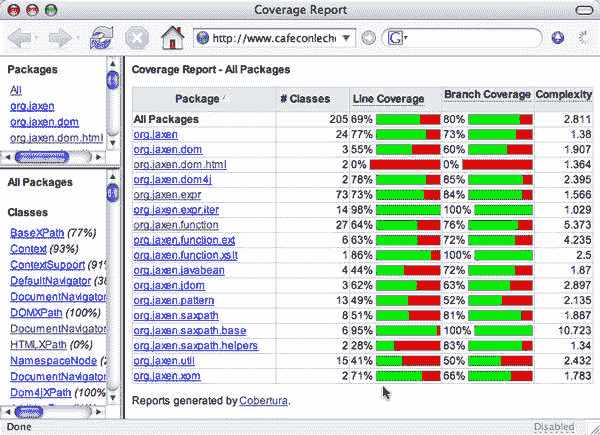 Coverage Report
New
http://www.cafeconleche
G
Packages
All
org.jaxen
org.jaxen.dom
org.jaxen.dom.html
All Packages
Classes
BaseXPath (77%)
Context (93%)
ContextSupport (91%
DefaultNavigator (38
DocumentNavigator
DOMXPath (100%)
DocumentNavigator
HTMLXPath (0%)
NamespaceNode (2
DocumentNavigator
Dom4jXPath (100%)
Coverage Report - All Packages
Package # Classes Line Coverage Branch Coverage Complexity
All Packages 205 69% 80% 2.811
org.jaxen 24 77% 73% 1.38
org.jaxen.dom 3 55% 60% 1.907
org.jaxen.dom.html 2 0% 0% 1.364
org.jaxen.dom4j 2 78% 85% 2.395
org.jaxen.expr 73 73% 84% 1.566
org.jaxen.expr.iter 14 98% 100% 1.029
org.jaxen.function 27 64% 76% 5.373
org.jaxen.function.ext 6 63% 72% 4.235
org.jaxen.function.xslt 1 86% 100% 2.5
org.jaxen.javabean 4 44% 72% 1.87
org.jaxen.jdom 3 62% 63% 2.897
org.jaxen.pattern 13 49% 52% 2.135
org.jaxen.saxpath 8 51% 81% 1.887
org.jaxen.saxpath.base 6 95% 100% 10.723
org.jaxen.saxpath.helpers 2 28% 83% 1.34
org.jaxen.util 15 41% 50% 2.432
org.jaxen.xom 2 71% 66% 1.783
Reports generated by Cobertura.
Done
Disabled